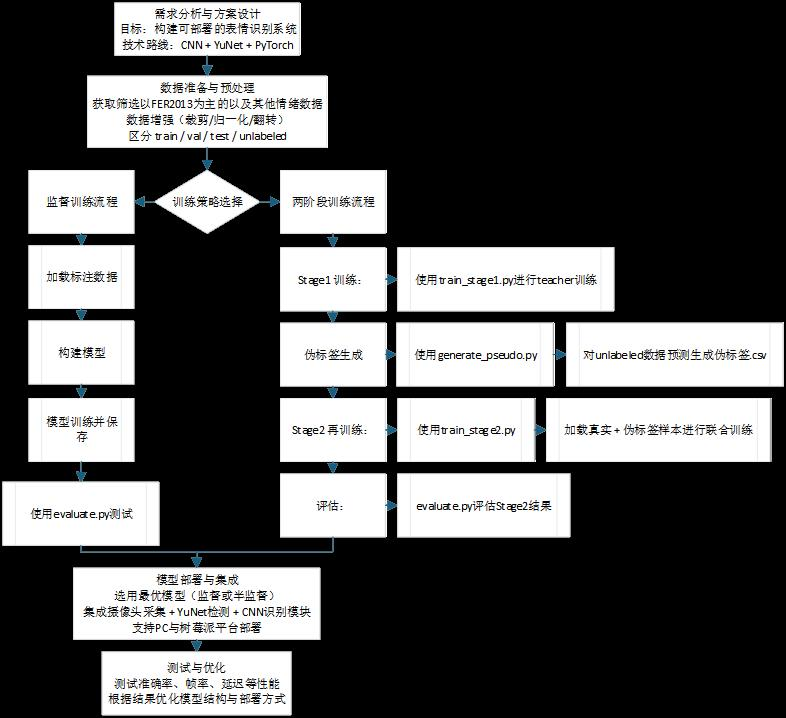 需求分析与方案设计
目标：构建可部署的表情识别系统
技术路线：CNN + YuNet + PyTorch
数据准备与预处理
获取筛选以FER2013为主的以及其他情绪数据
数据增强（裁剪/归一化/翻转）
区分 train / val / test / unlabeled
训练策略选择
监督训练流程
加载标注数据
构建模型
模型训练并保
存
使用evaluate.py测试
两阶段训练流程
Stage1 训练：
使用train_stage1.py进行teacher训练
伪标签生成
使用generate_pseudo.py
对unlabeled数据预测生成伪标签.csv
Stage2 再训练：
使用train_stage2.py
加载真实 + 伪标签样本进行联合训练
评估：
evaluate.py评估Stage2结果
模型部署与集成
选用最优模型（监督或半监督）
集成摄像头采集 + YuNet检测 + CNN识别模块
支持PC与树莓派平台部署
测试与优化
测试准确率、帧率、延迟等性能
根据结果优化模型结构与部署方式